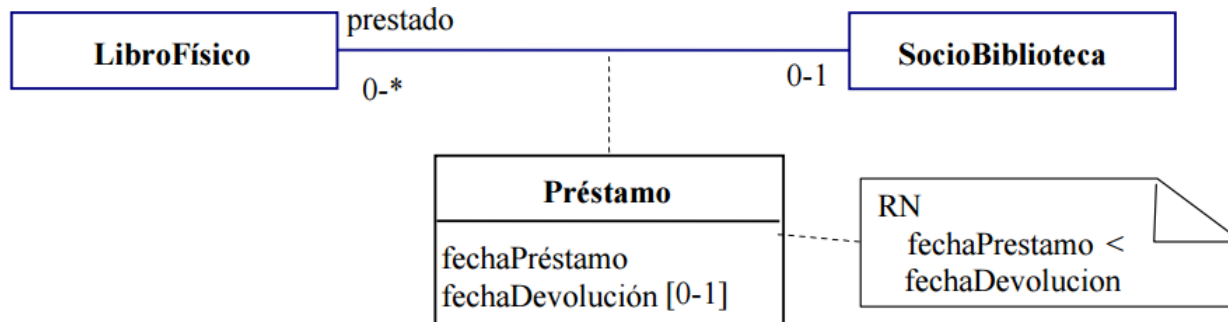 prestado
LibroFísico
SocioBiblioteca
0-*
0-1
Préstamo
fechaPréstamo
fechaDevolución [0-1]
RN
fechaPrestamo <
fechaDevolucion